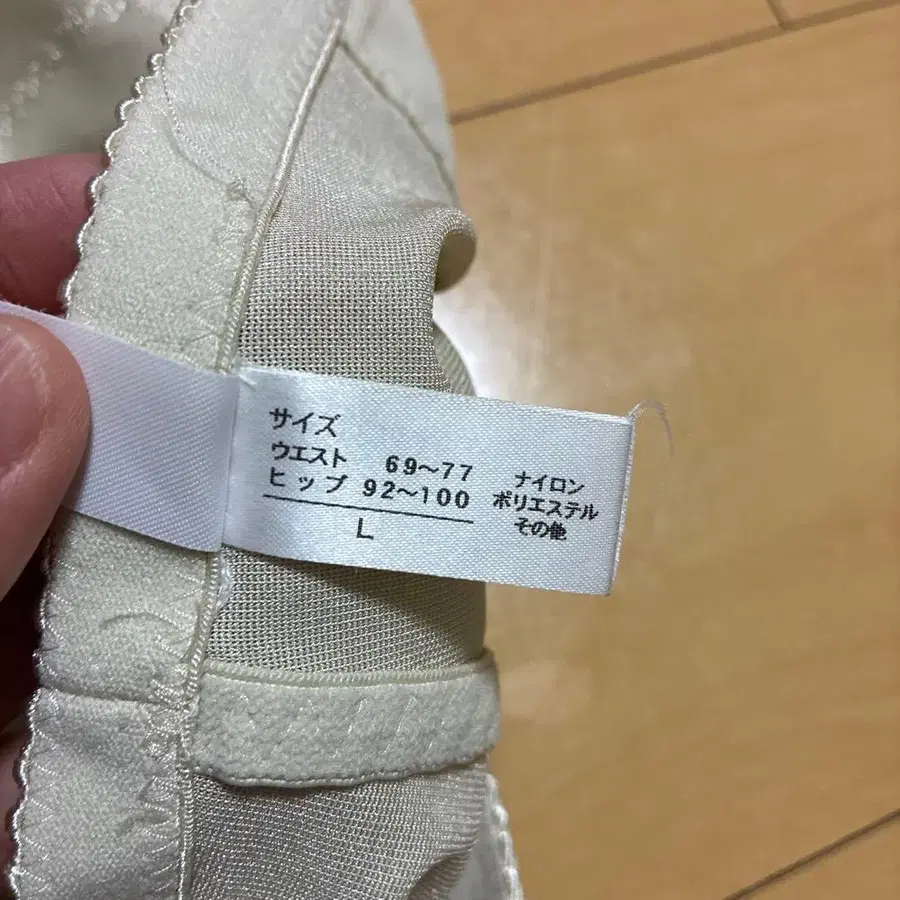 サイズ
ウエスト 69〜77
ヒップ 92〜100
L
ナイロン
ポリエステル
その他